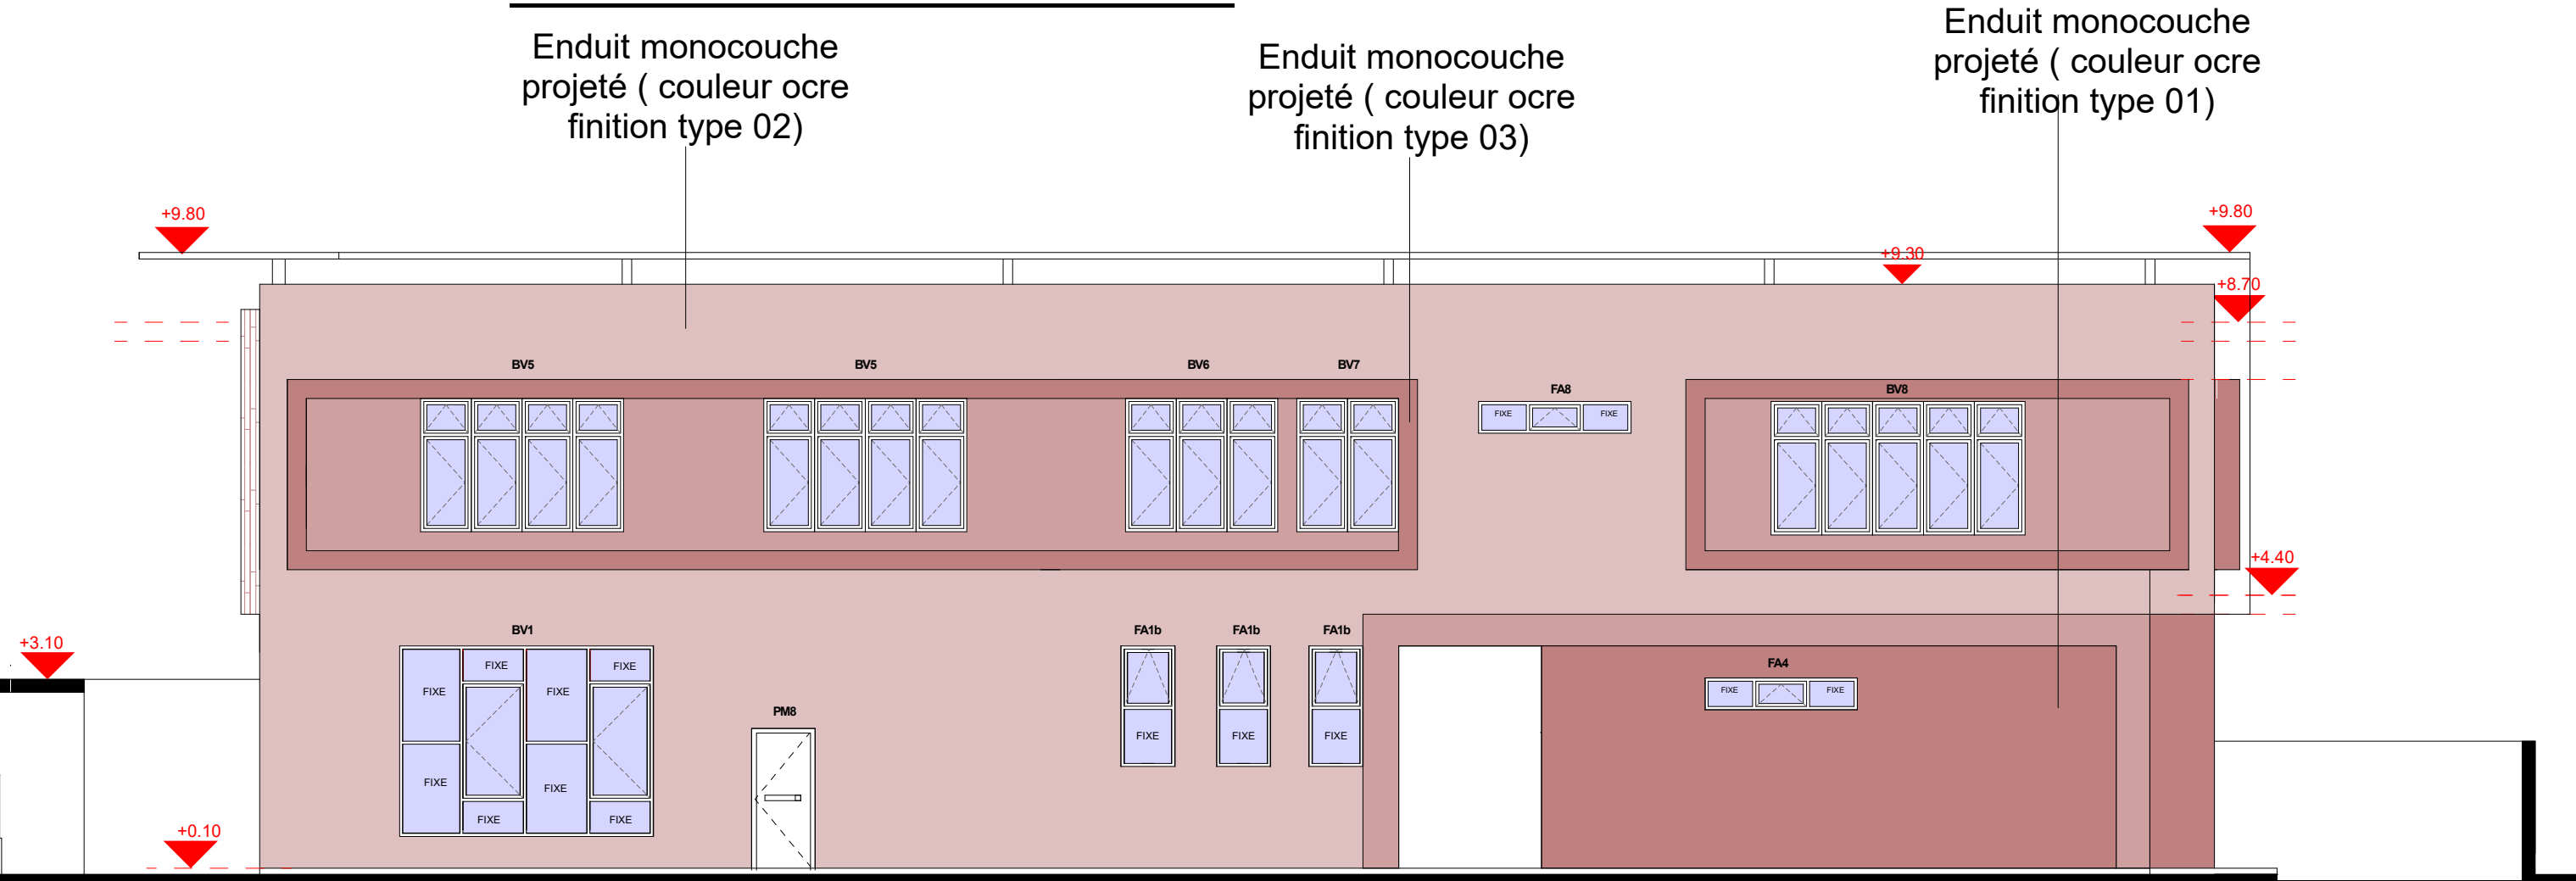 Enduit monocouche
projeté ( couleur ocre
finition type 02)
Enduit monocouche
projeté ( couleur ocre
finition type 03)
Enduit monocouche
projeté ( couleur ocre
finition type 01)
+9.80
+9.80
+9.30
+8.70
BV5
BV5
BV6
BV7
FA8
BV8
FIXE
FIXE
+4.40
+3.10
BV1
FA1b
FA1b
FA1b
FIXE
FIXE
FIXE
FIXE
FA4
FIXE
FIXE
PM8
FIXE
FIXE
FIXE
FIXE
FIXE
FIXE
FIXE
+0.10